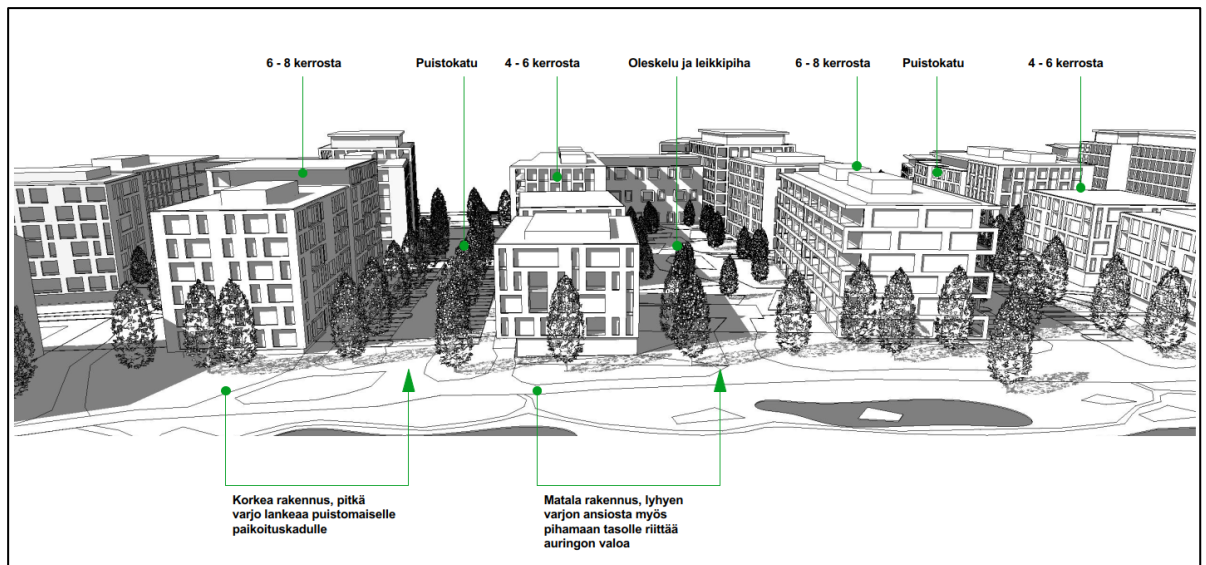 6 - 8 kerrosta
Puistokatu
4 - 6 kerrosta
Oleskelu ja leikkipiha
6 - 8 kerrosta
Puistokatu
4 - 6 kerrosta
Korkea rakennus, pitkä
varjo lankeaa puistomaiselle
paikoituskadulle
Matala rakennus, lyhyen
varjon ansiosta myös
pihamaan tasolle riittää
auringon valoa